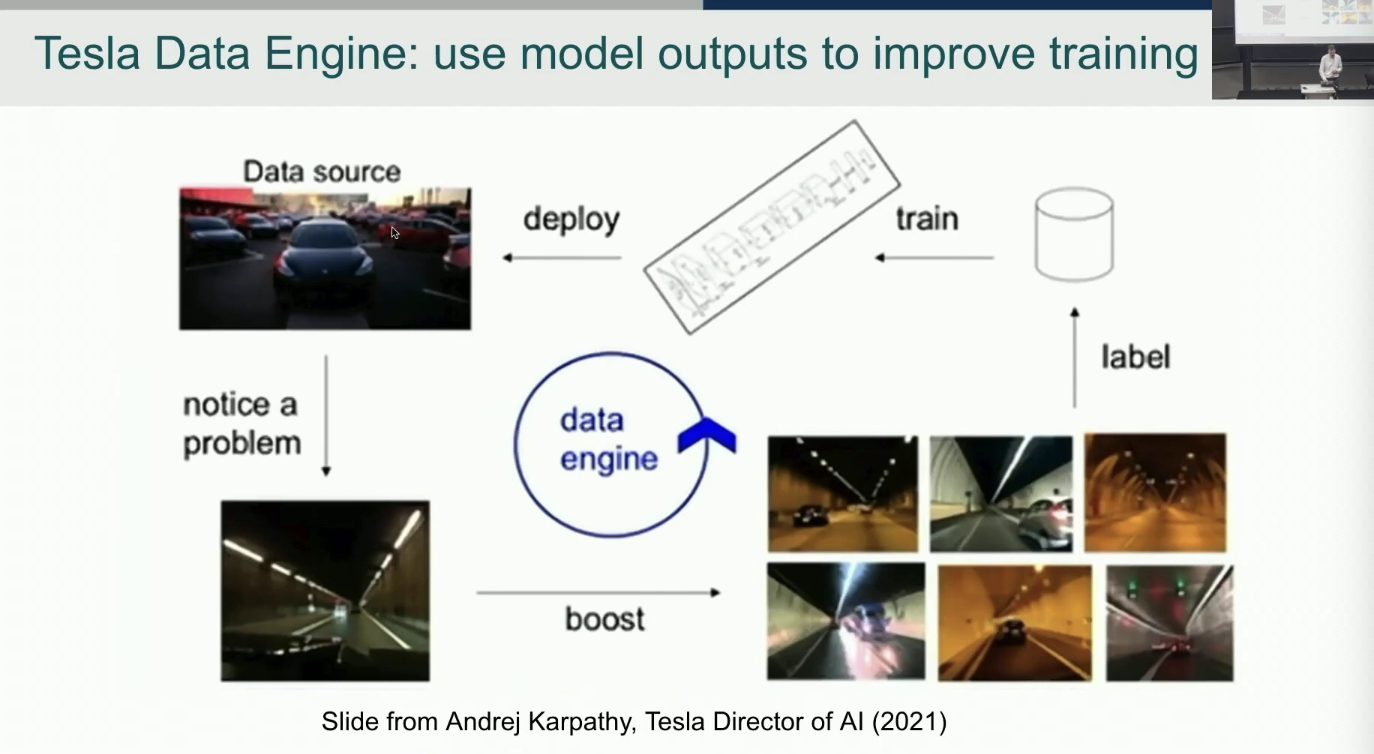 Tesla Data Engine: use model outputs to improve training
Data source
deploy
train
label
notice a
problem
data
engine
boost
Slide from Andrej Karpathy, Tesla Director of AI (2021)